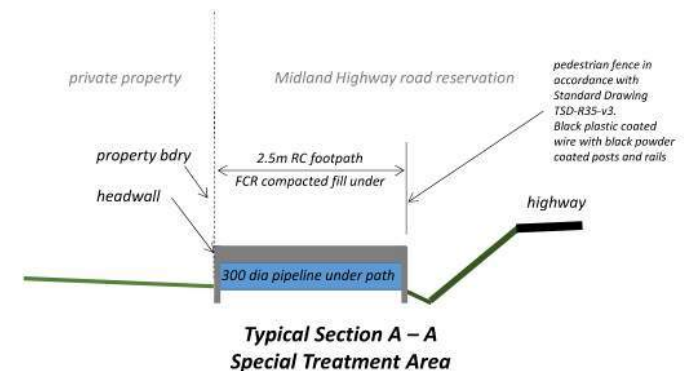 private property
Midland Highway road reservation
pedestrian fence in
accordance with
Standard Drawing
TSD-R35-v3.
Black plastic coated
wire with black powder
coated posts and rails
property bdry
2.5m RC footpath
FCR compacted fill under
headwall
highway
300 dia pipeline under path
Typical Section A – A
Special Treatment Area